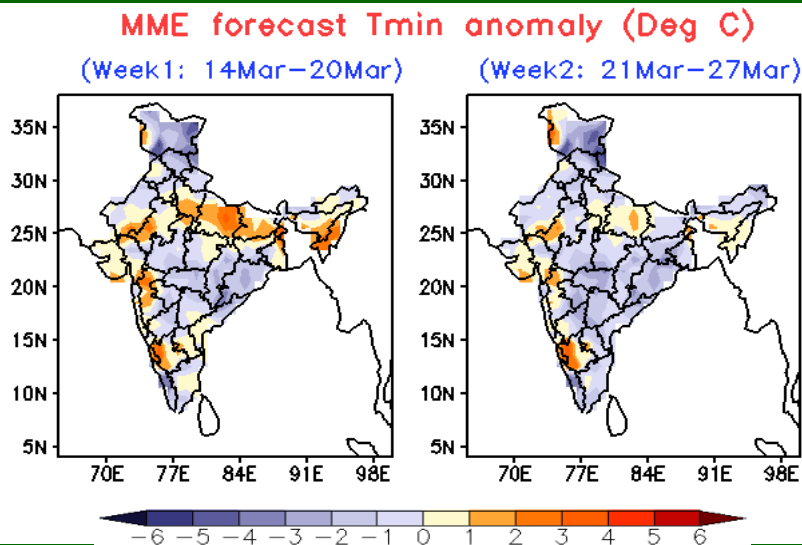 MME forecast Tmin anomaly (Deg C)
(Week1: 14Mar−20Mar) (Week2: 21Mar−27Mar)
35N 35N
30N 30N
25N 25N
20N 20N
15N 15N
10N 10N
5N 5N
70E 77E 84E 91E 98E 70E 77E 84E 91E 98E
−6 −5 −4 −3 −2 −1 0 1 2 3 4 5 6